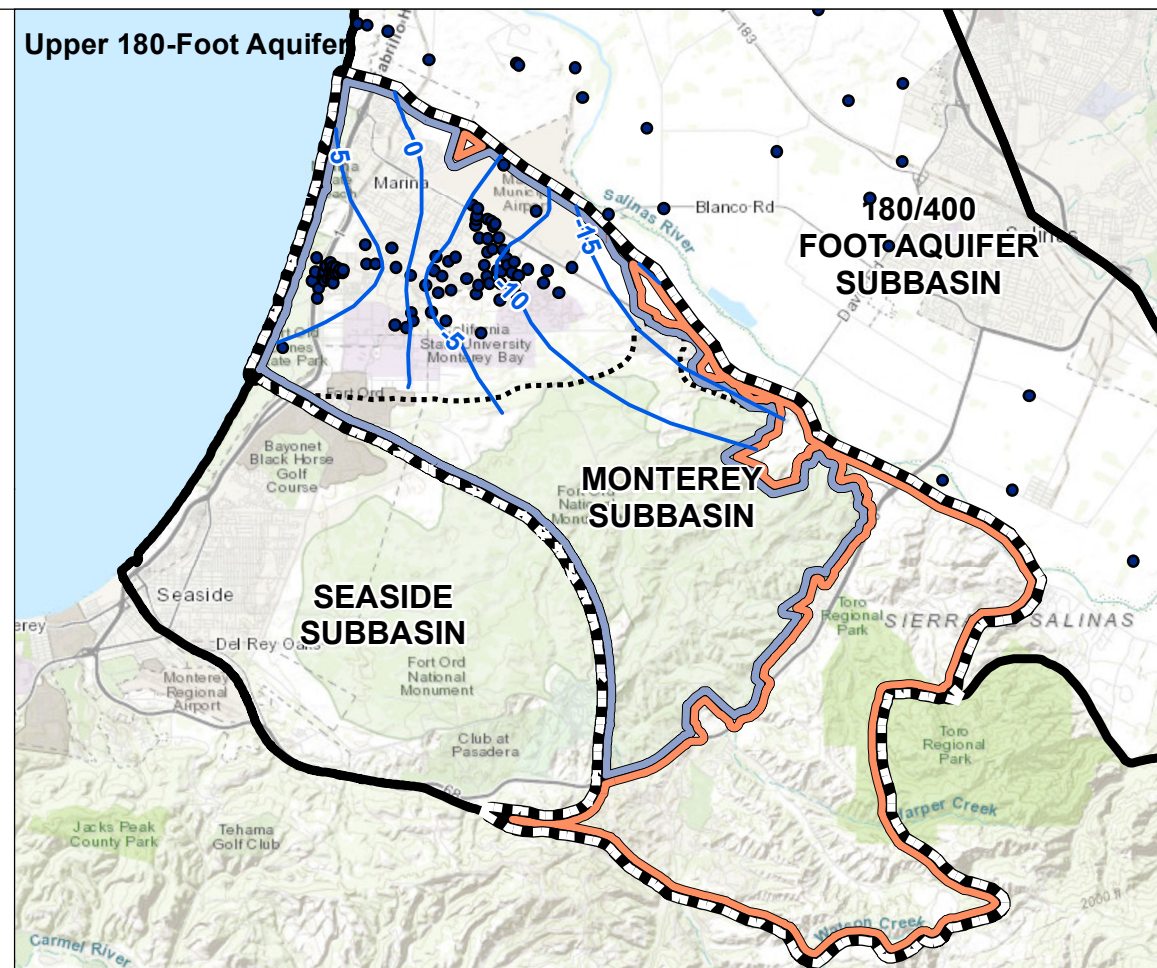 Upper 180-Foot Aquifer
183
5
0
Marina
Salinas
River
Blanco Rd
-15
180/400
FOOT AQUIFER
SUBBASIN
Salinas
-10
-5
California
State University
Monterey Bay
Fort Ord
Bayonet
Black Horse
Golf
Course
MONTEREY
SUBBASIN
Seaside
SEASIDE
SUBBASIN
Del Rey Oaks
Fort Ord
National
Monument
Monterey
Regional
Airport
Club at
Pasadera
Toro
Regional
Park
SIERRA
SALINAS
Toro
Regional
Park
Harper Creek
Jacks Peak
County Park
Tehama
Golf Club
Watson Creek
2000 ft
Carmel River